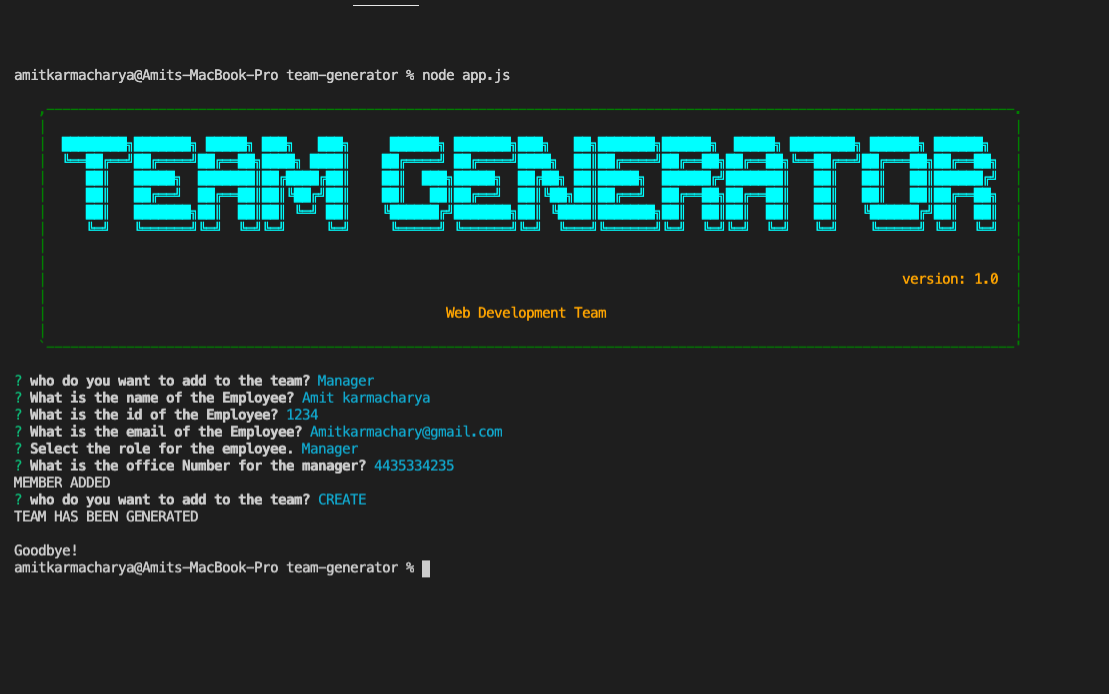 amitkarmacharya@Amits-MacBook-Pro team-generator % node app.js
TEAM GENERATOR
version: 1.0
Web Development Team
? who do you want to add to the team? Manager
? What is the name of the Employee? Amit karmacharya
? What is the id of the Employee? 1234
? What is the email of the Employee? Amitkarmachary@gmail.com
? Select the role for the employee. Manager
? What is the office Number for the manager? 4435334235
MEMBER ADDED
? who do you want to add to the team? CREATE
TEAM HAS BEEN GENERATED
Goodbye!
amitkarmacharya@Amits-MacBook-Pro team-generator %